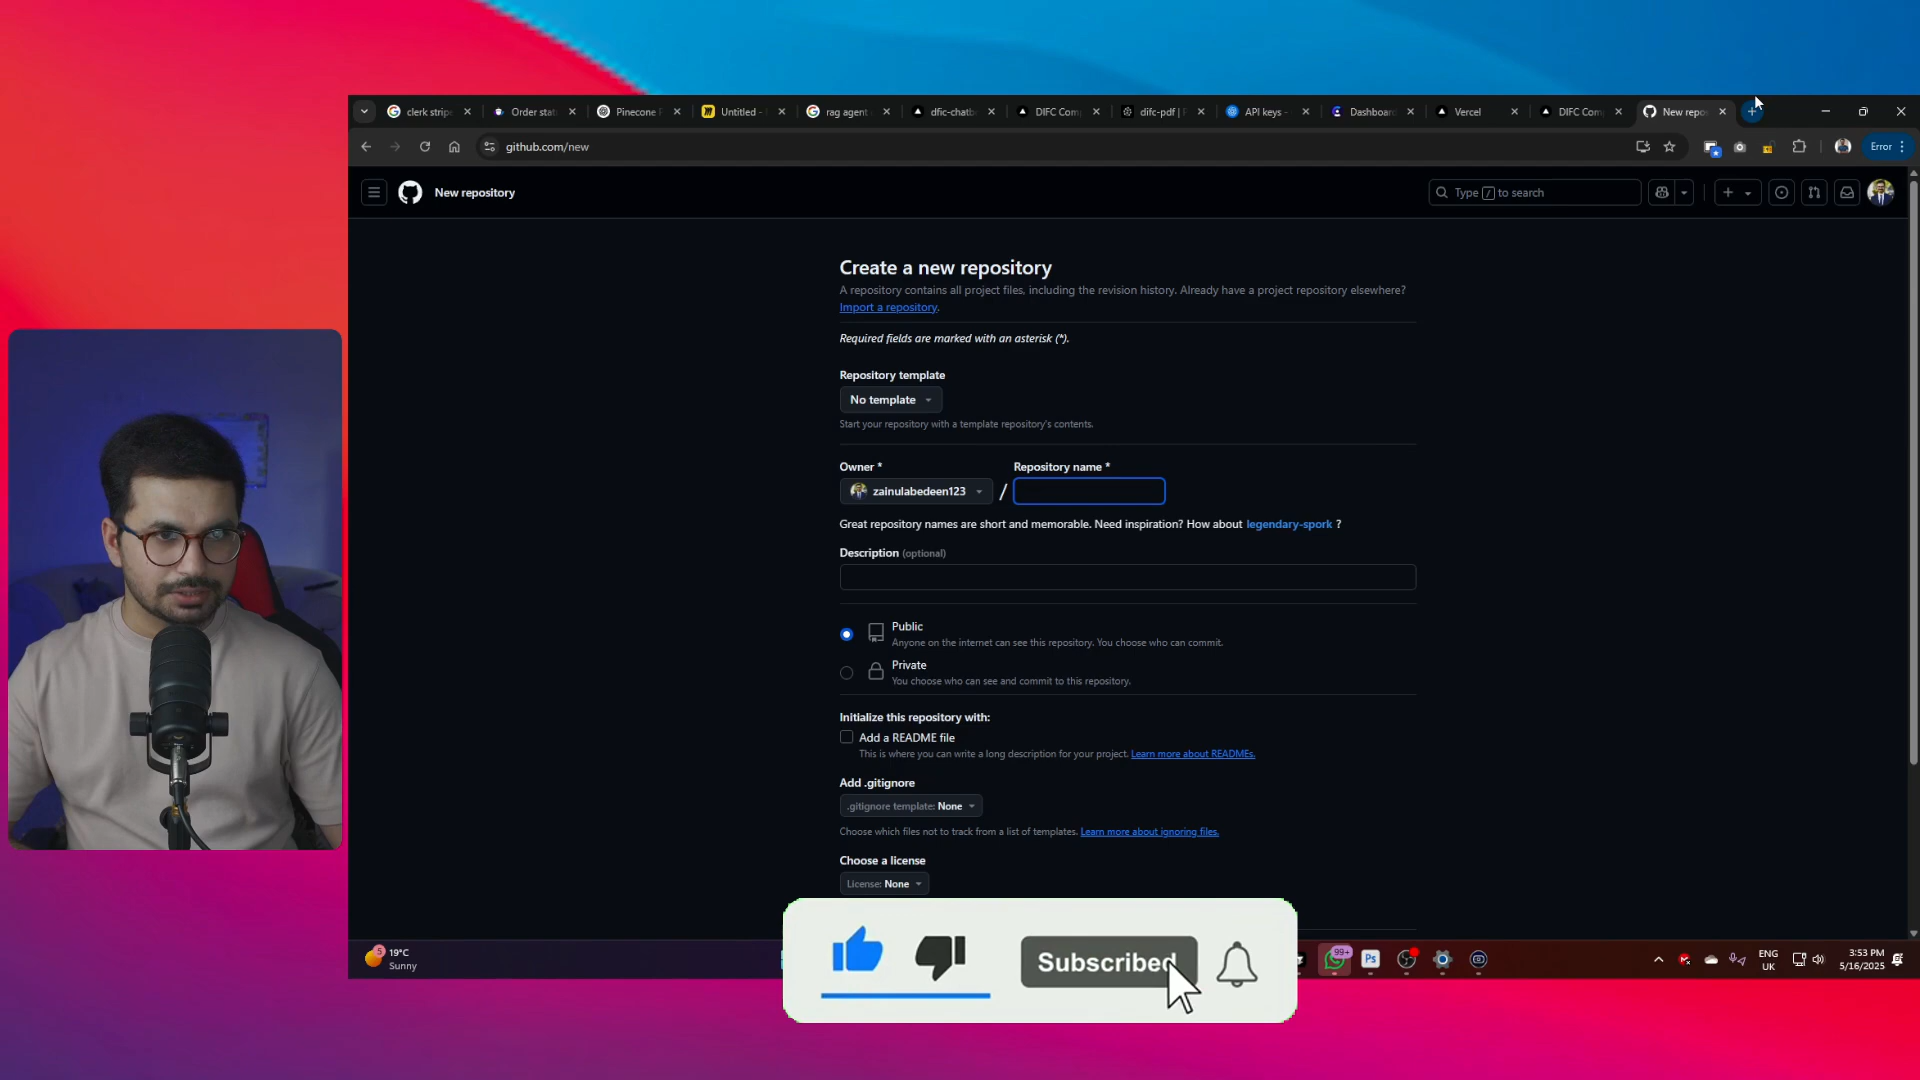 clerk stripe
Order stat
Pinecone
Untitled -
rag agent
dfic-chatb
DIFC Com
difc-pdf |
API keys -
Dashboard
Vercel
DIFC Com
New repo
github.com/new
Error
New repository
Type / to search
Create a new repository
A repository contains all project files, including the revision history. Already have a project repository elsewhere?
Import a repository.
Required fields are marked with an asterisk (*).
Repository template
No template
Start your repository with a template repository's contents.
Owner *
Repository name *
zainulabedeen123
/
Great repository names are short and memorable. Need inspiration? How about legendary-spork ?
Description (optional)
Public
Anyone on the internet can see this repository. You choose who can commit.
Private
You choose who can see and commit to this repository.
Initialize this repository with:
Add a README file
This is where you can write a long description for your project. Learn more about READMEs.
Add .gitignore
.gitignore template: None
Choose which files not to track from a list of templates. Learn more about ignoring files.
Choose a license
License: None
Subscribed
5
19°C
Sunny
99+
Ps
ENG
UK
3:53 PM
5/16/2025